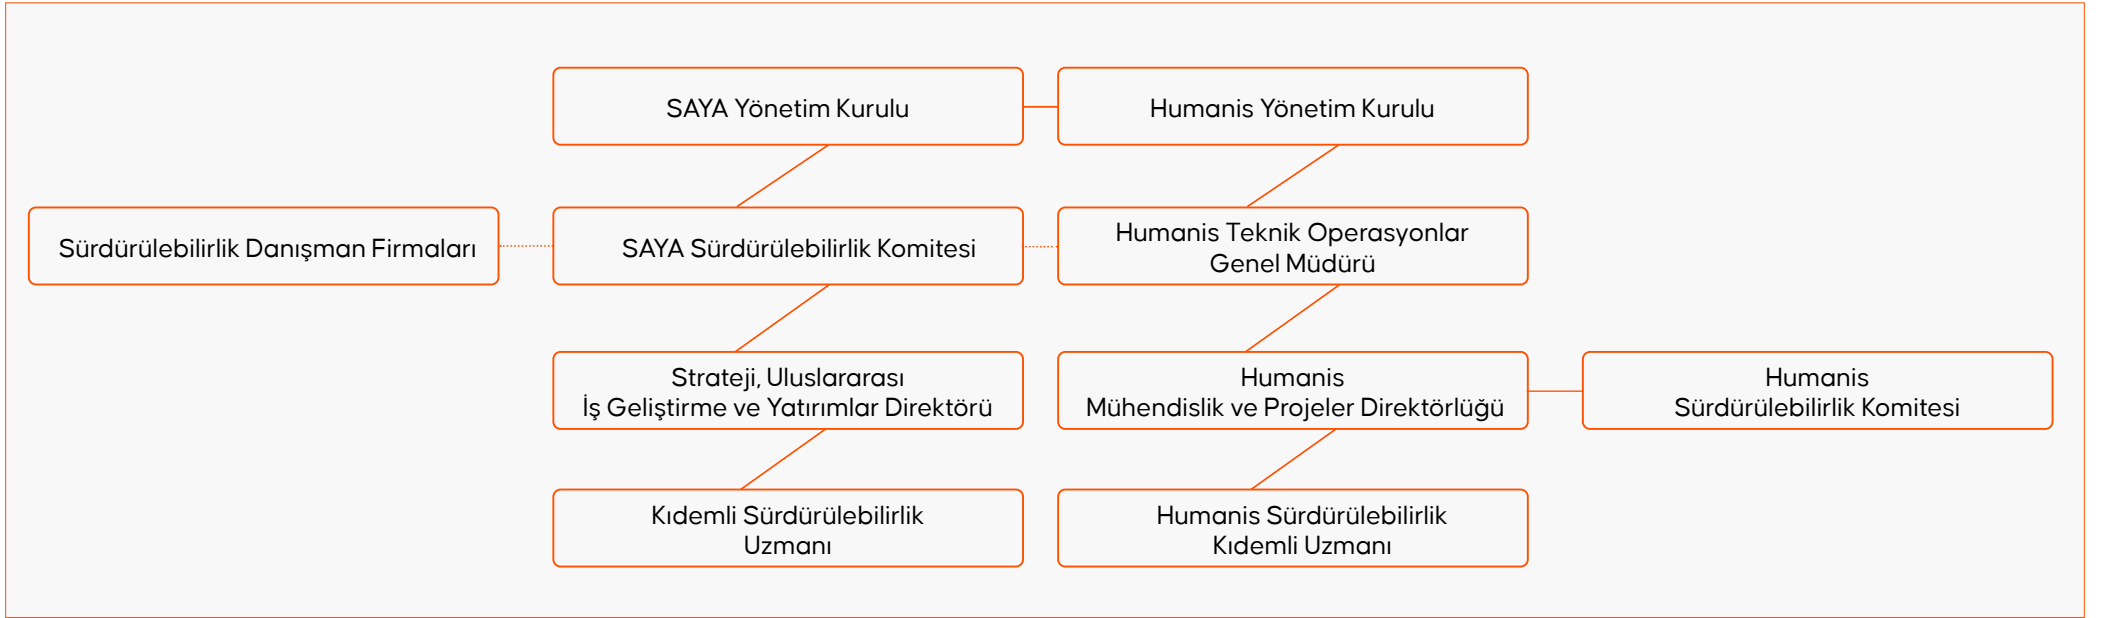 SAYA Yönetim Kurulu
Humanis Yönetim Kurulu
Sürdürülebilirlik Danışman Firmaları
SAYA Sürdürülebilirlik Komitesi
Humanis Teknik Operasyonlar
Genel Müdürü
Strateji, Uluslararası
İş Geliştirme ve Yatırımlar Direktörü
Humanis
Mühendislik ve Projeler Direktörlüğü
Humanis
Sürdürülebilirlik Komitesi
Kıdemli Sürdürülebilirlik
Uzmanı
Humanis Sürdürülebilirlik
Kıdemli Uzmanı